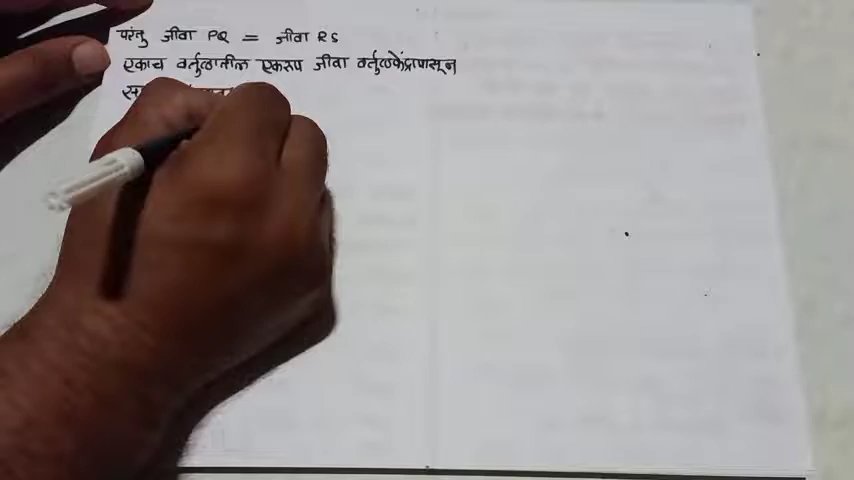 परंतु जीवा PQ = जीवा RS
एकाच वर्तुळातील एकरूप जीवा वर्तुळकेंद्रापासून